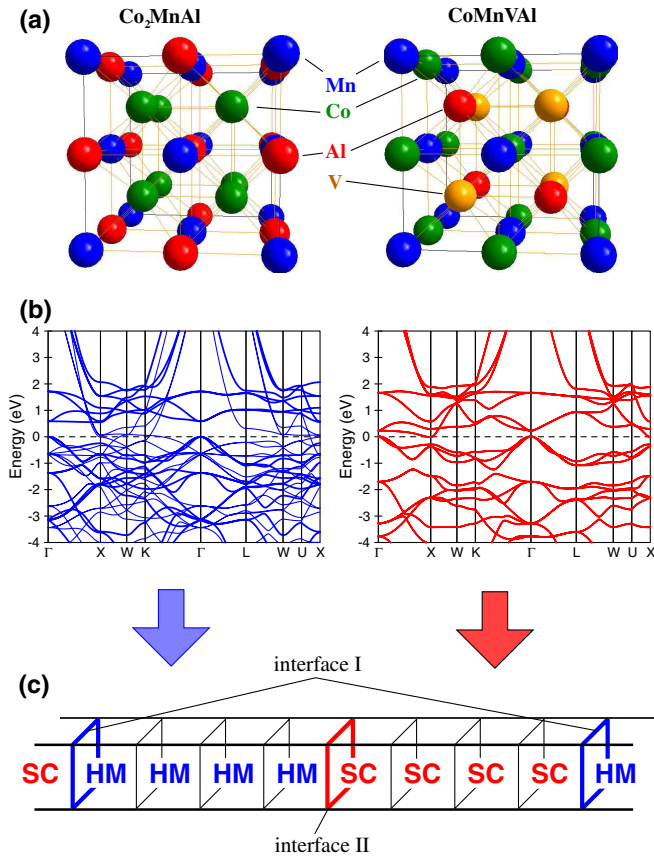 (a)
Co₂MnAl
CoMnVAl
Mn
Co
Al
V
(b)
4
3
2
1
0
-1
-2
-3
-4
Energy (eV)
Γ X W K Γ L W U X
4
3
2
1
0
-1
-2
-3
-4
Energy (eV)
Γ X W K Γ L W U X
interface I
(c)
SC HM HM HM HM SC SC SC SC HM
interface II